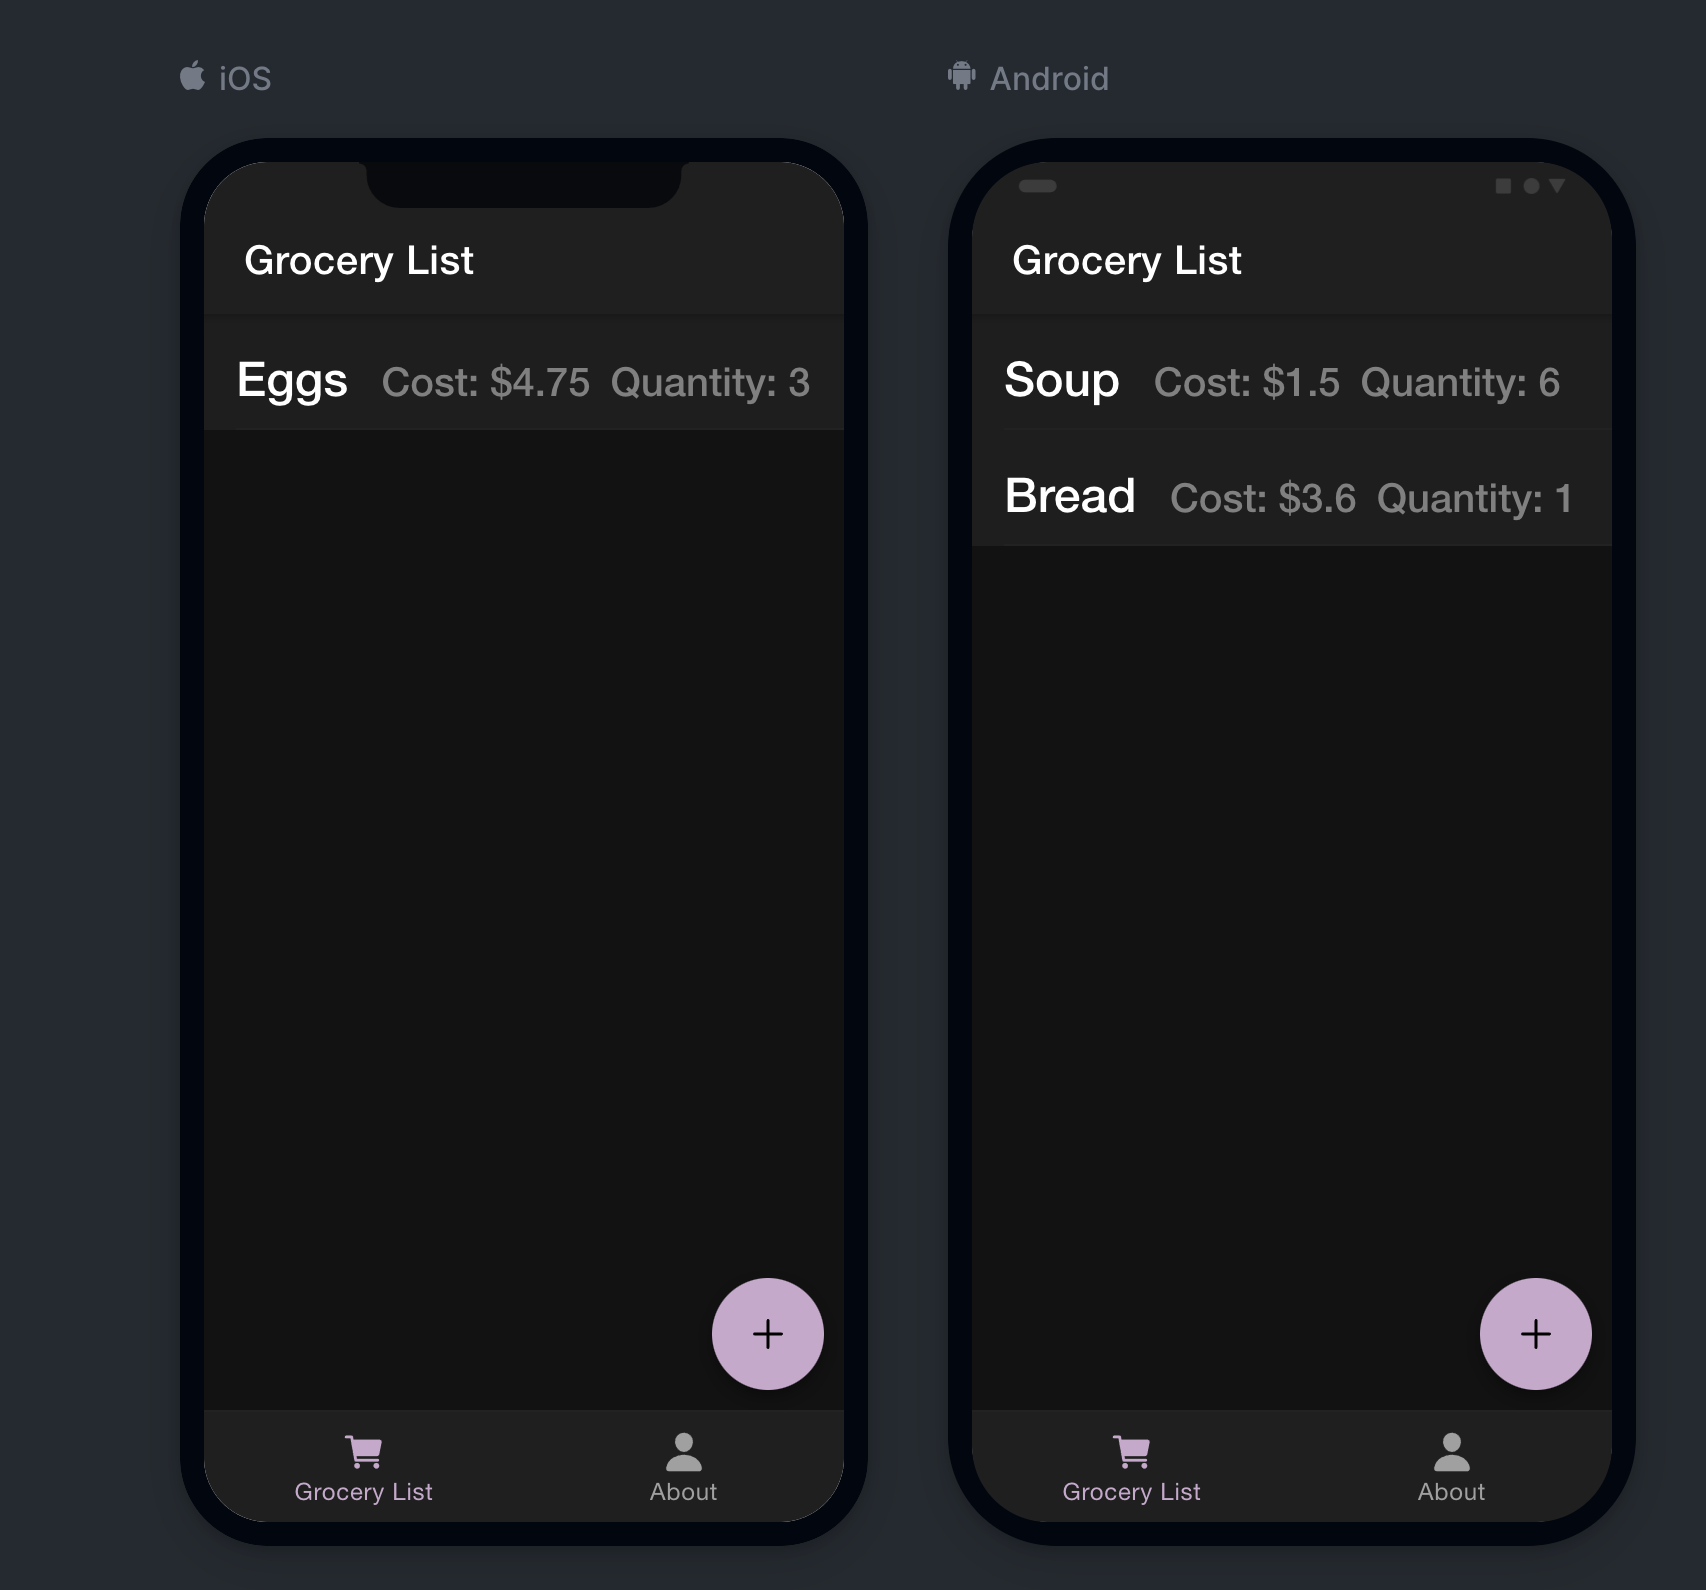 iOS
Grocery List
Eggs Cost: $4.75 Quantity: 3
Grocery List About
Android
Grocery List
Soup Cost: $1.5 Quantity: 6
Bread Cost: $3.6 Quantity: 1
Grocery List About